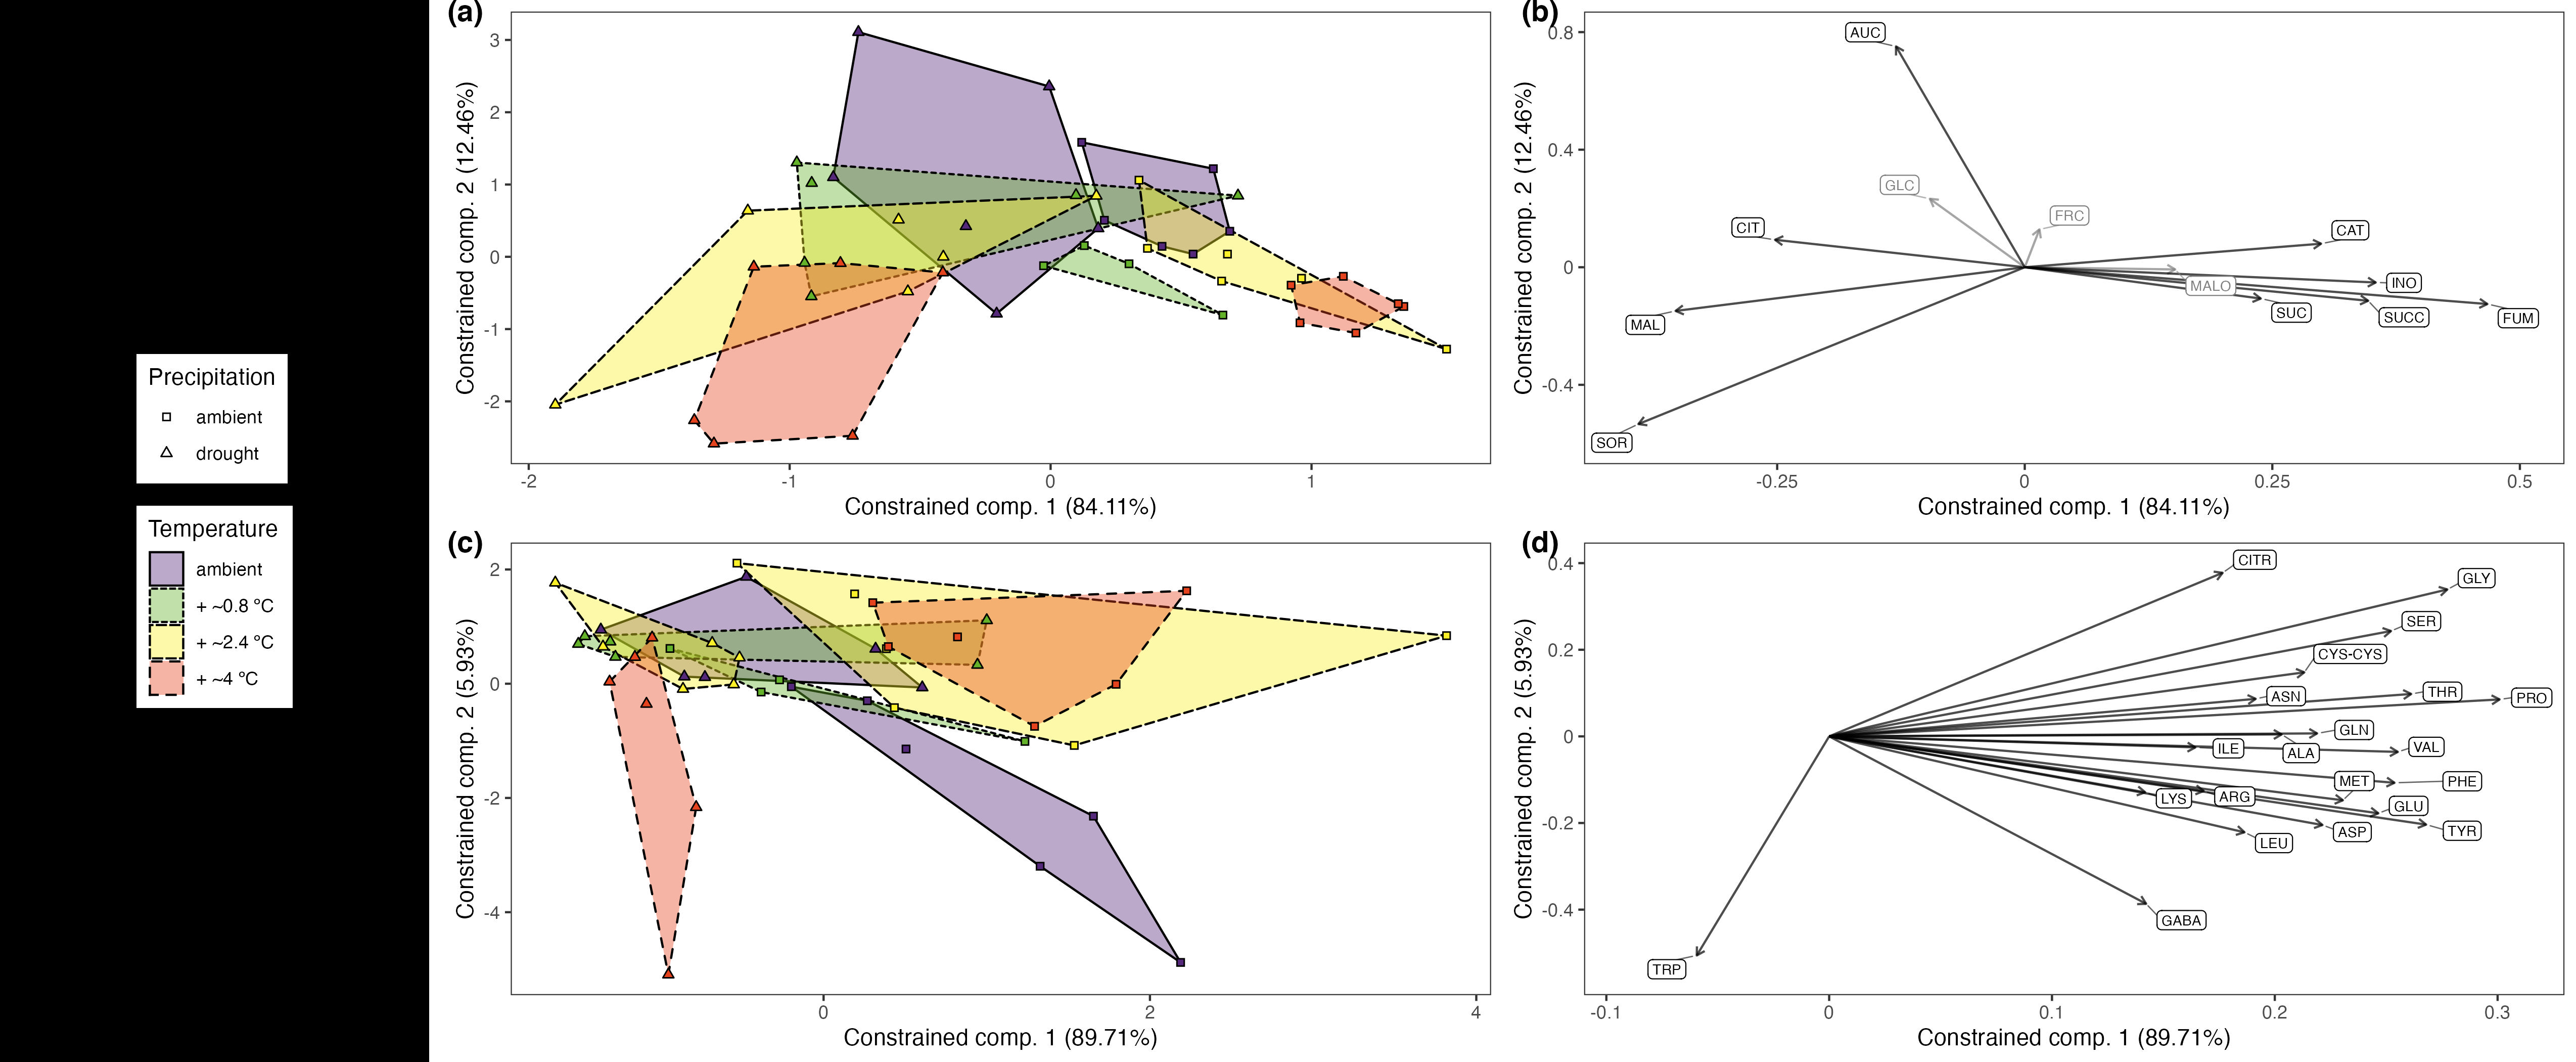 Precipitation
ambient
drought
Temperature
ambient
+ ~0.8 °C
+ ~2.4 °C
+ ~4 °C
(a)
Constrained comp. 2 (12.46%)
3
2
1
0
-1
-2
-2
-1
0
1
Constrained comp. 1 (84.11%)
(b)
Constrained comp. 2 (12.46%)
0.8
0.4
0
-0.4
AUC
GLC
FRC
CIT
CAT
INO
MALO
SUC
SUCC
FUM
MAL
SOR
-0.25
0
0.25
0.5
Constrained comp. 1 (84.11%)
(c)
Constrained comp. 2 (5.93%)
2
0
-2
-4
0
2
4
Constrained comp. 1 (89.71%)
(d)
Constrained comp. 2 (5.93%)
0.4
0.2
0
-0.2
-0.4
CITR
GLY
SER
CYS-CYS
ASN
THR
PRO
GLN
ILE
ALA
VAL
MET
PHE
LYS
ARG
GLU
LEU
ASP
TYR
GABA
TRP
-0.1
0
0.1
0.2
0.3
Constrained comp. 1 (89.71%)